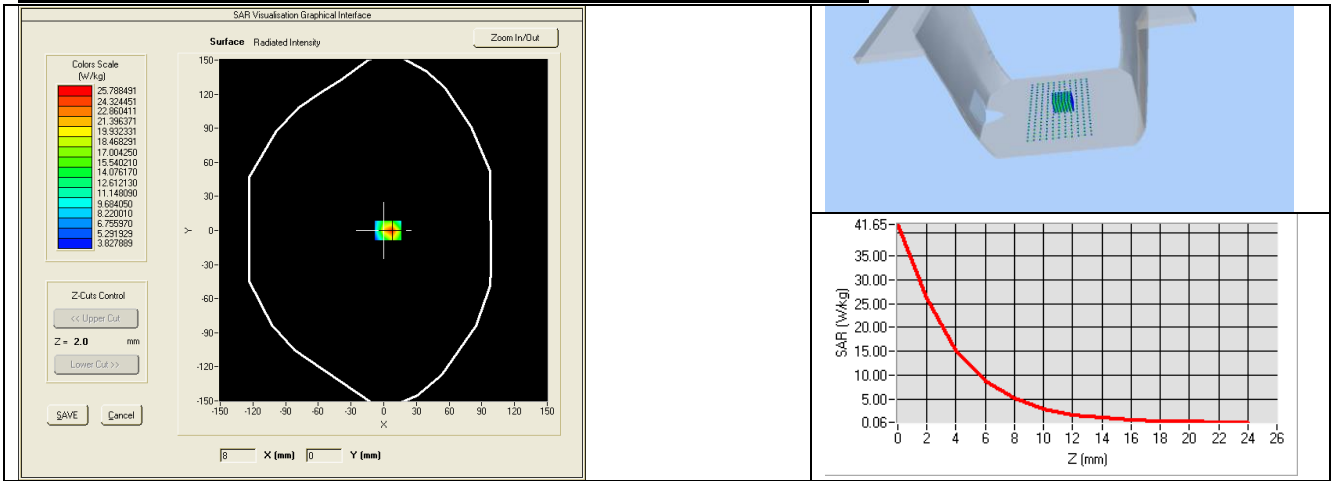 SAR Visualisation Graphical Interface
Surface Radiated Intensity
Zoom In/Out
Colors Scale
(W/kg)
25.788491
24.324451
22.860411
21.396371
19.932331
18.468291
17.004250
15.540210
14.076170
12.612130
11.148090
9.684050
8.220010
6.755970
5.291929
3.827889
Z-Cuts Control
<< Upper Cut
Z = 2.0 mm
Lower Cut >>
SAVE Cancel
150
120
90
60
30
Y 0
-30
-60
-90
-120
-150
-150 -120 -90 -60 -30 0 30 60 90 120 150
X
8 X (mm) 0 Y (mm)
41.65
35.00
30.00
25.00
20.00
15.00
10.00
5.00
0.06
SAR (W/kg)
0 2 4 6 8 10 12 14 16 18 20 22 24 26
Z (mm)